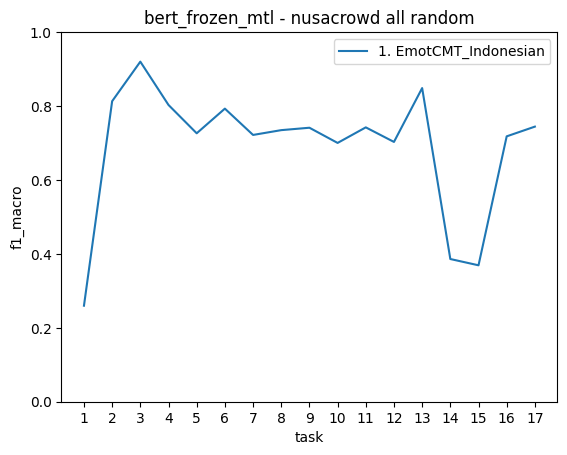 bert_frozen_mtl - nusacrowd all random
1. EmotCMT_Indonesian
1.0
0.8
0.6
0.4
0.2
0.0
f1_macro
1 2 3 4 5 6 7 8 9 10 11 12 13 14 15 16 17
task